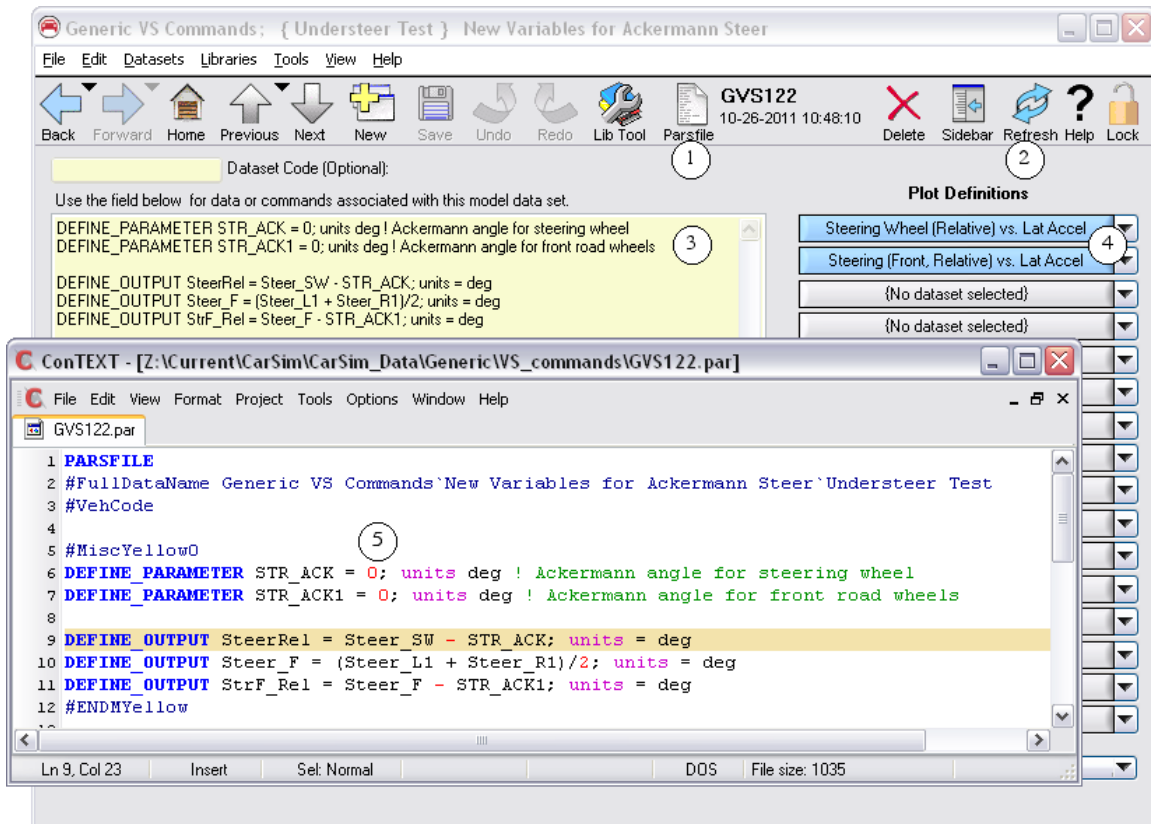 Generic VS Commands; { Understeer Test } New Variables for Ackermann Steer
File Edit Datasets Libraries Tools View Help
GVS122
10-26-2011 10:48:10
Back Forward Home Previous Next New Save Undo Redo Lib Tool Parsfile Delete Sidebar Refresh Help Lock
1
2
Dataset Code (Optional):
Plot Definitions
Use the field below for data or commands associated with this model data set.
DEFINE_PARAMETER STR_ACK = 0; units deg ! Ackermann angle for steering wheel
DEFINE_PARAMETER STR_ACK1 = 0; units deg ! Ackermann angle for front road wheels
3
DEFINE_OUTPUT SteerRel = Steer_SW - STR_ACK; units = deg
DEFINE_OUTPUT Steer_F = (Steer_L1 + Steer_R1)/2; units = deg
DEFINE_OUTPUT StrF_Rel = Steer_F - STR_ACK1; units = deg
Steering Wheel (Relative) vs. Lat Accel
4
Steering (Front, Relative) vs. Lat Accel
{No dataset selected}
{No dataset selected}
ConTEXT - [Z:\Current\CarSim\CarSim_Data\Generic\VS_commands\GVS122.par]
File Edit View Format Project Tools Options Window Help
GVS122.par
1 PARSFILE
2 #FullDataName Generic VS Commands`New Variables for Ackermann Steer`Understeer Test
3 #VehCode
4
5 #MiscYellow0
5
6 DEFINE_PARAMETER STR_ACK = 0; units deg ! Ackermann angle for steering wheel
7 DEFINE_PARAMETER STR_ACK1 = 0; units deg ! Ackermann angle for front road wheels
8
9 DEFINE_OUTPUT SteerRel = Steer_SW - STR_ACK; units = deg
10 DEFINE_OUTPUT Steer_F = (Steer_L1 + Steer_R1)/2; units = deg
11 DEFINE_OUTPUT StrF_Rel = Steer_F - STR_ACK1; units = deg
12 #ENDMYellow
Ln 9, Col 23 Insert Sel: Normal DOS File size: 1035